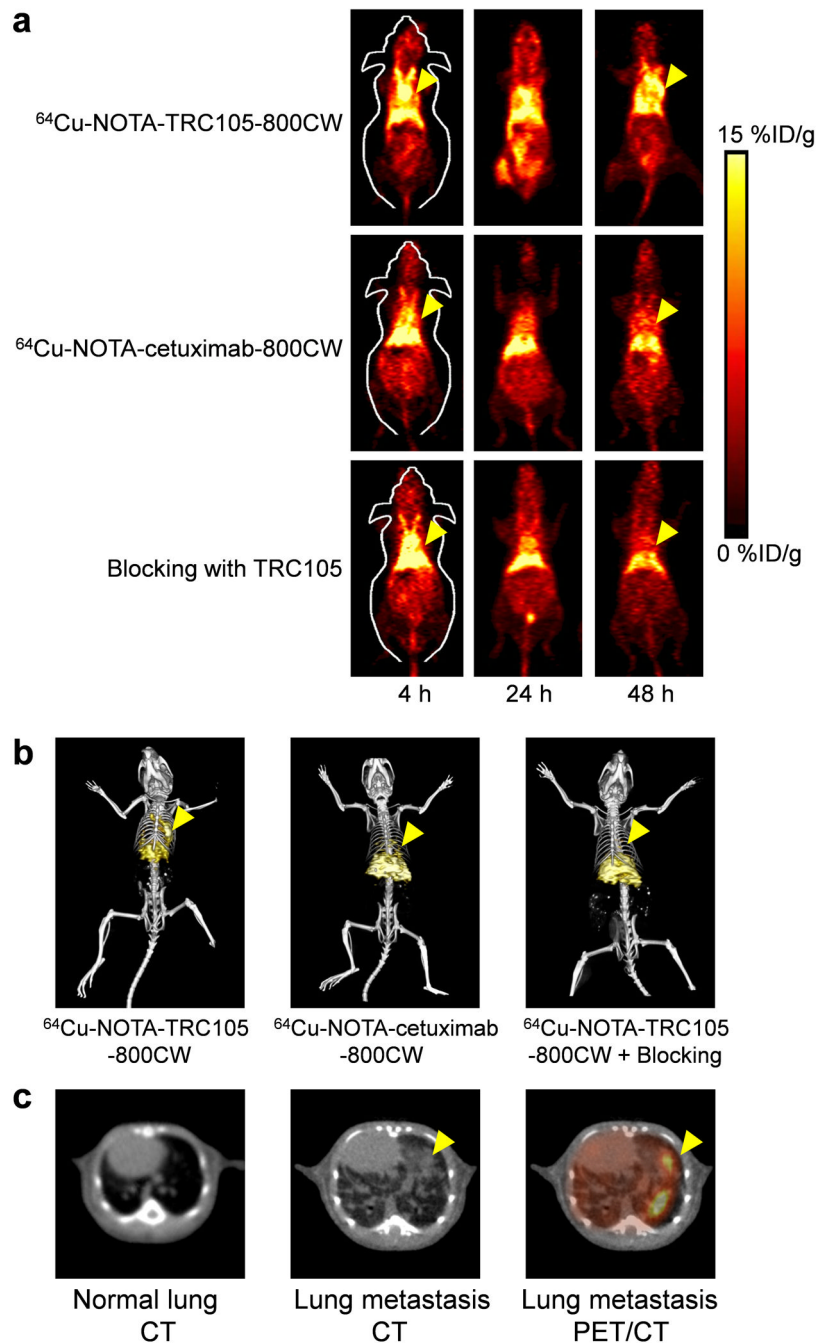 a
⁶⁴Cu-NOTA-TRC105-800CW
15 %ID/g
⁶⁴Cu-NOTA-cetuximab-800CW
Blocking with TRC105
0 %ID/g
4 h 24 h 48 h
b
⁶⁴Cu-NOTA-TRC105
-800CW
⁶⁴Cu-NOTA-cetuximab
-800CW
⁶⁴Cu-NOTA-TRC105
-800CW + Blocking
c
Normal lung
CT
Lung metastasis
CT
Lung metastasis
PET/CT